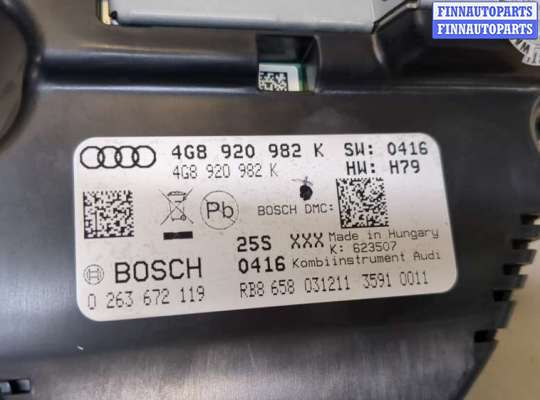 FINNAUTOPARTS
FINNAUTOPARTS
4G8 920 982 K SW: 0416
4G8 920 982 K HW: H79
Pb
BOSCH DMC:
25S XXX Made in Hungary
K: 623507
BOSCH 0416 Kombiinstrument Audi
0 263 672 119 RB8 658 031211 3591 0011